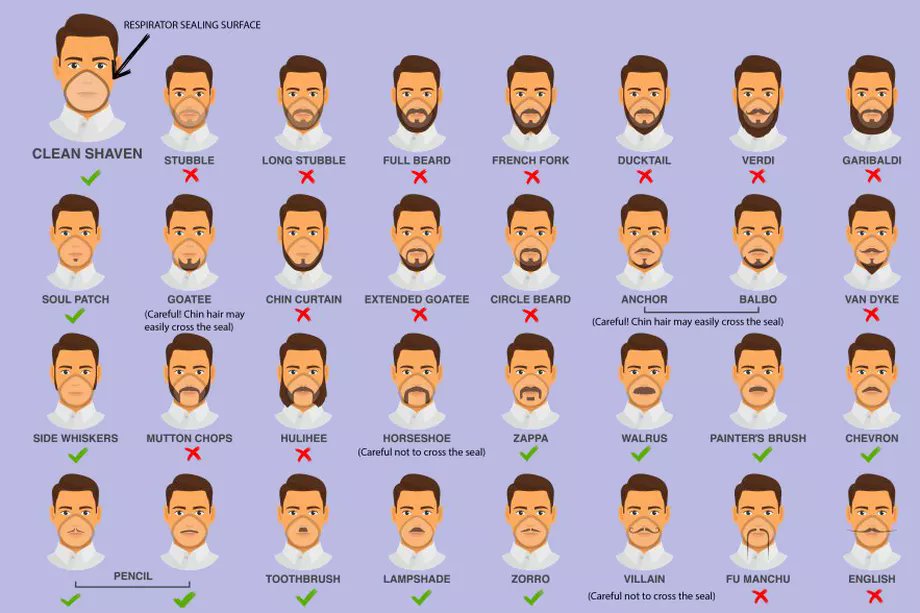 RESPIRATOR SEALING SURFACE
CLEAN SHAVEN
STUBBLE
LONG STUBBLE
FULL BEARD
FRENCH FORK
DUCKTAIL
VERDI
GARIBALDI
SOUL PATCH
GOATEE
(Careful! Chin hair may
easily cross the seal)
CHIN CURTAIN
EXTENDED GOATEE
CIRCLE BEARD
ANCHOR
BALBO
(Careful! Chin hair may easily cross the seal)
VAN DYKE
SIDE WHISKERS
MUTTON CHOPS
HULIHEE
HORSESHOE
(Careful not to cross the seal)
ZAPPA
WALRUS
PAINTER'S BRUSH
CHEVRON
PENCIL
TOOTHBRUSH
LAMPSHADE
ZORRO
VILLAIN
(Careful not to cross the seal)
FU MANCHU
ENGLISH